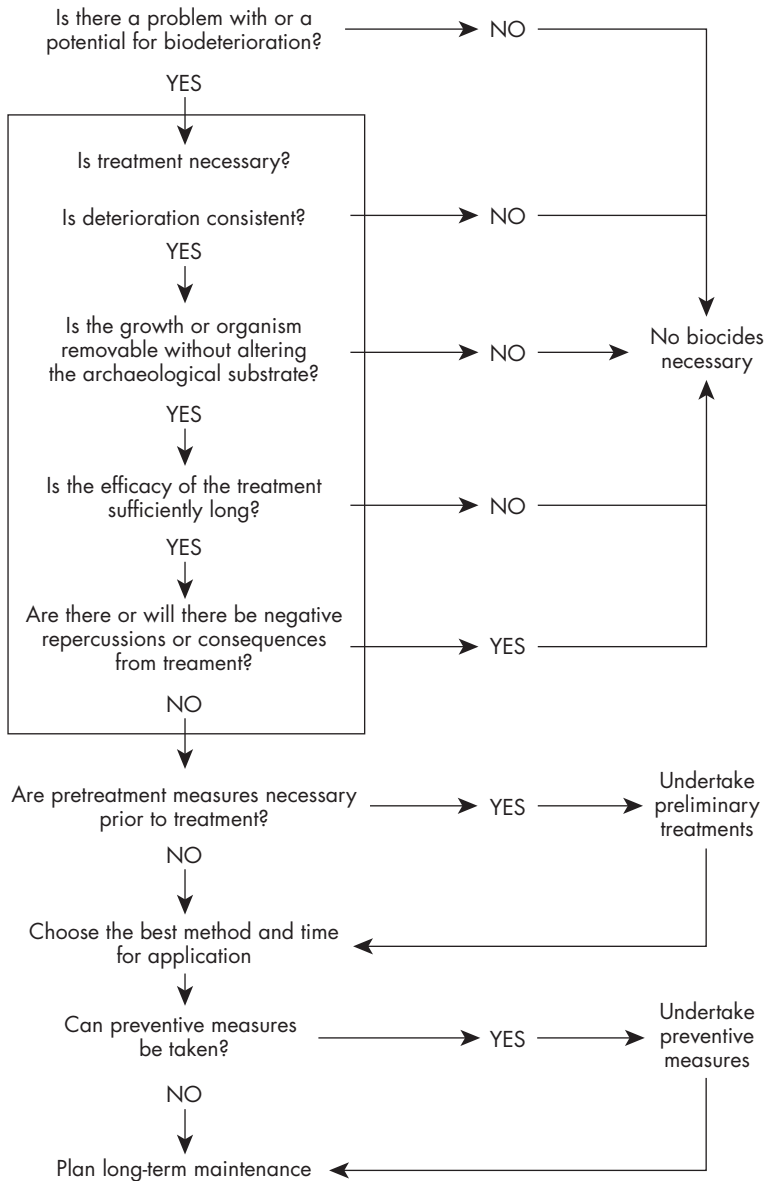 Is there a problem with or a
potential for biodeterioration?
NO
YES
Is treatment necessary?
Is deterioration consistent?
NO
YES
Is the growth or organism
removable without altering
the archaeological substrate?
NO
No biocides
necessary
YES
Is the efficacy of the treatment
sufficiently long?
NO
YES
Are there or will there be negative
repercussions or consequences
from treament?
YES
NO
Are pretreatment measures necessary
prior to treatment?
YES
Undertake
preliminary
treatments
NO
Choose the best method and time
for application
Can preventive measures
be taken?
YES
Undertake
preventive
measures
NO
Plan long-term maintenance